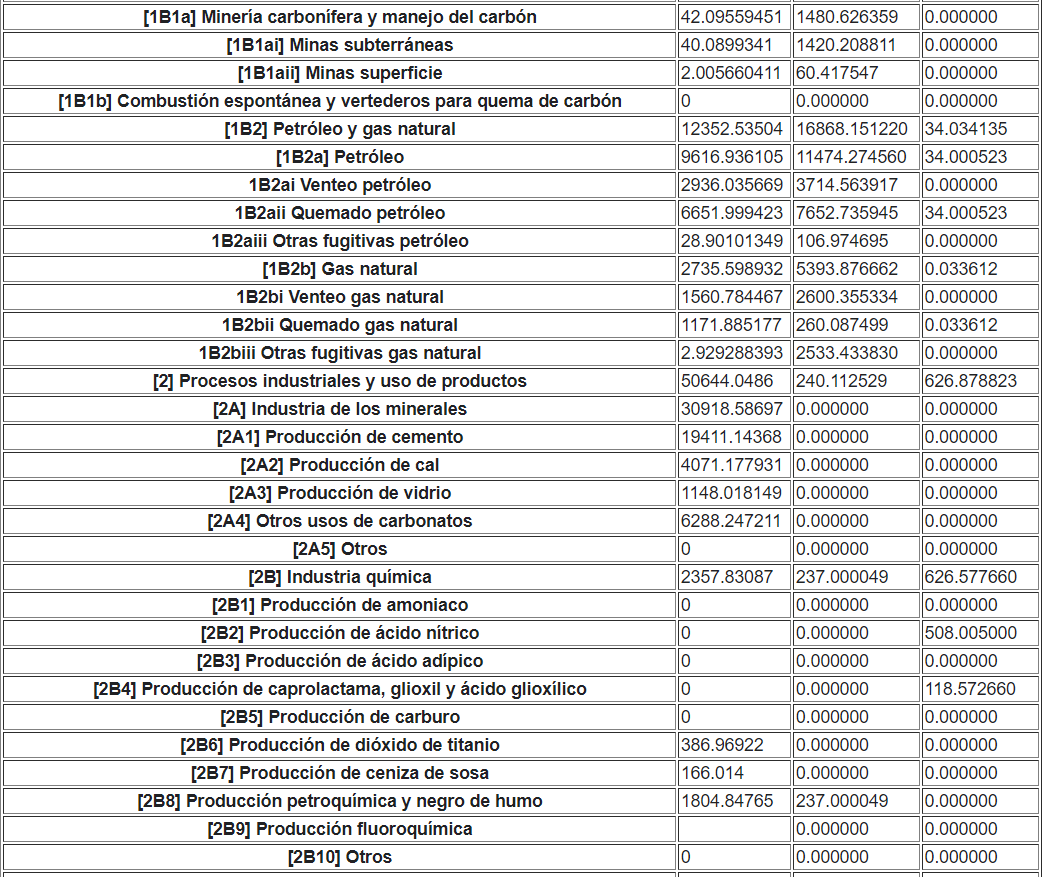 [1B1a] Minería carbonífera y manejo del carbón 42.09559451 1480.626359 0.000000
[1B1ai] Minas subterráneas 40.0899341 1420.208811 0.000000
[1B1aii] Minas superficie 2.005660411 60.417547 0.000000
[1B1b] Combustión espontánea y vertederos para quema de carbón 0 0.000000 0.000000
[1B2] Petróleo y gas natural 12352.53504 16868.151220 34.034135
[1B2a] Petróleo 9616.936105 11474.274560 34.000523
1B2ai Venteo petróleo 2936.035669 3714.563917 0.000000
1B2aii Quemado petróleo 6651.999423 7652.735945 34.000523
1B2aiii Otras fugitivas petróleo 28.90101349 106.974695 0.000000
[1B2b] Gas natural 2735.598932 5393.876662 0.033612
1B2bi Venteo gas natural 1560.784467 2600.355334 0.000000
1B2bii Quemado gas natural 1171.885177 260.087499 0.033612
1B2biii Otras fugitivas gas natural 2.929288393 2533.433830 0.000000
[2] Procesos industriales y uso de productos 50644.0486 240.112529 626.878823
[2A] Industria de los minerales 30918.58697 0.000000 0.000000
[2A1] Producción de cemento 19411.14368 0.000000 0.000000
[2A2] Producción de cal 4071.177931 0.000000 0.000000
[2A3] Producción de vidrio 1148.018149 0.000000 0.000000
[2A4] Otros usos de carbonatos 6288.247211 0.000000 0.000000
[2A5] Otros 0 0.000000 0.000000
[2B] Industria química 2357.83087 237.000049 626.577660
[2B1] Producción de amoniaco 0 0.000000 0.000000
[2B2] Producción de ácido nítrico 0 0.000000 508.005000
[2B3] Producción de ácido adípico 0 0.000000 0.000000
[2B4] Producción de caprolactama, glioxil y ácido glioxílico 0 0.000000 118.572660
[2B5] Producción de carburo 0 0.000000 0.000000
[2B6] Producción de dióxido de titanio 386.96922 0.000000 0.000000
[2B7] Producción de ceniza de sosa 166.014 0.000000 0.000000
[2B8] Producción petroquímica y negro de humo 1804.84765 237.000049 0.000000
[2B9] Producción fluoroquímica 0.000000 0.000000
[2B10] Otros 0 0.000000 0.000000